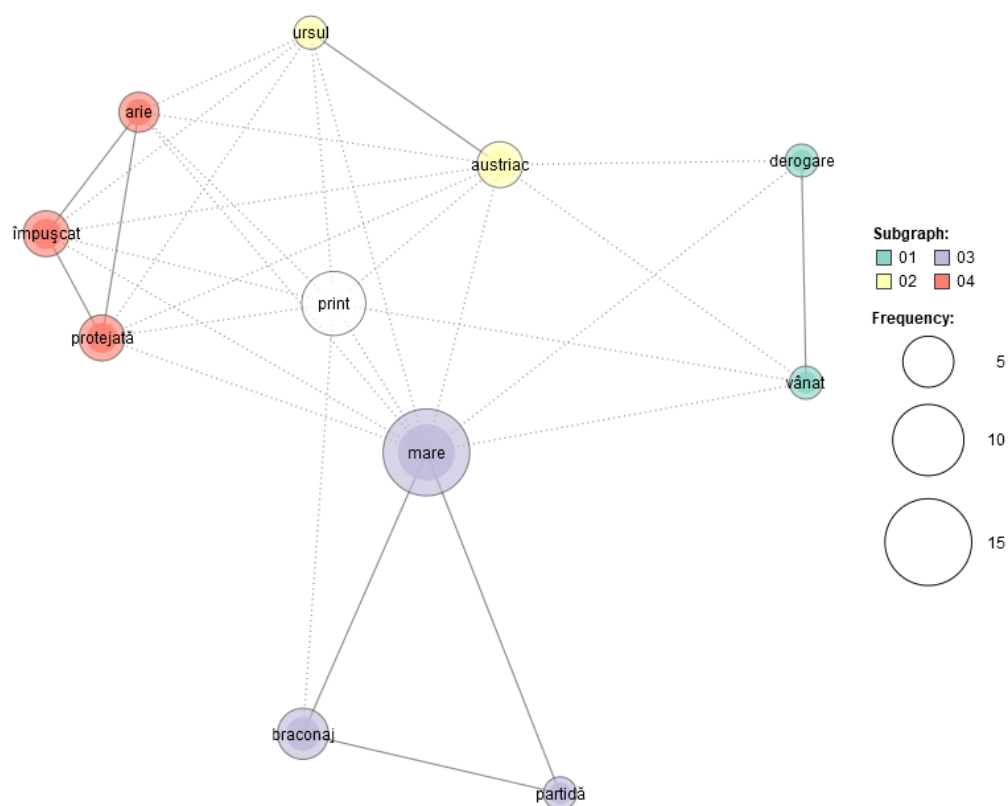 ursul
arie
austriac
derogare
împuşcat
print
protejată
vânat
mare
braconaj
partidă
Subgraph:
01 03
02 04
Frequency:
5
10
15